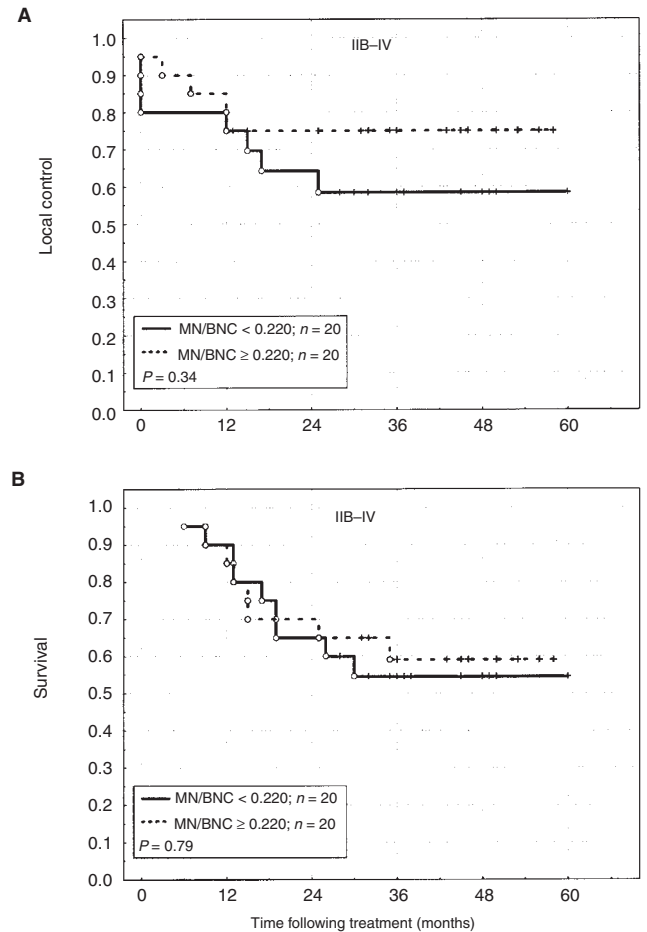 A
IIB–IV
1.0
0.9
0.8
0.7
0.6
0.5
0.4
0.3
0.2
0.1
0.0
Local control
MN/BNC < 0.220; n = 20
MN/BNC ≥ 0.220; n = 20
P = 0.34
0 12 24 36 48 60
B
IIB–IV
1.0
0.9
0.8
0.7
0.6
0.5
0.4
0.3
0.2
0.1
0.0
Survival
MN/BNC < 0.220; n = 20
MN/BNC ≥ 0.220; n = 20
P = 0.79
0 12 24 36 48 60
Time following treatment (months)